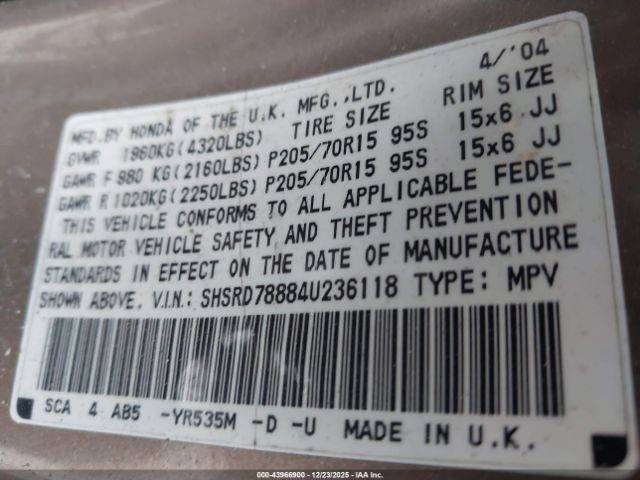 MFD.BY HONDA OF THE U.K. MFG.,LTD. 4/'04
GVWR 1960KG(4320LBS) TIRE SIZE RIM SIZE
GAWR F 980 KG(2160LBS) P205/70R15 95S 15x6 JJ
GAWR R 1020KG(2250LBS) P205/70R15 95S 15x6 JJ
THIS VEHICLE CONFORMS TO ALL APPLICABLE FEDE-
RAL MOTOR VEHICLE SAFETY AND THEFT PREVENTION
STANDARDS IN EFFECT ON THE DATE OF MANUFACTURE
SHOWN ABOVE. V.I.N.: SHSRD78884U236118 TYPE: MPV
SCA 4 AB5 -YR535M -D -U MADE IN U.K.
000-43966900 - 12/23/2025 - IAAI.COM